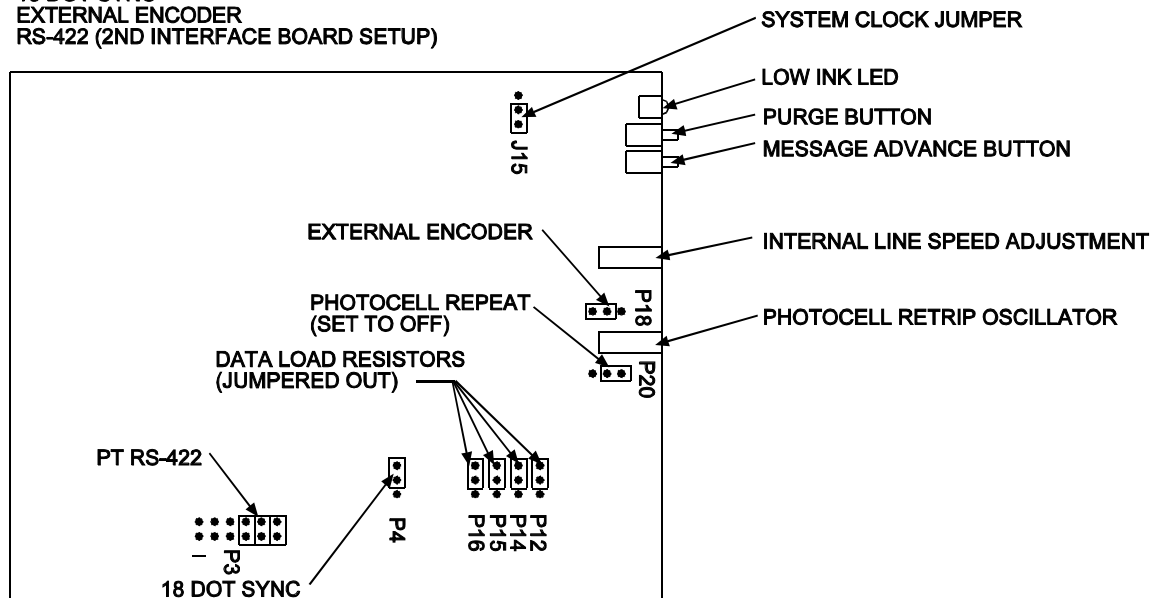 EXTERNAL ENCODER
RS-422 (2ND INTERFACE BOARD SETUP)
SYSTEM CLOCK JUMPER
LOW INK LED
PURGE BUTTON
MESSAGE ADVANCE BUTTON
J15
EXTERNAL ENCODER
INTERNAL LINE SPEED ADJUSTMENT
P18
PHOTOCELL REPEAT
(SET TO OFF)
PHOTOCELL RETRIP OSCILLATOR
DATA LOAD RESISTORS
(JUMPERED OUT)
P20
PT RS-422
P4
P16
P15
P14
P12
P3
18 DOT SYNC